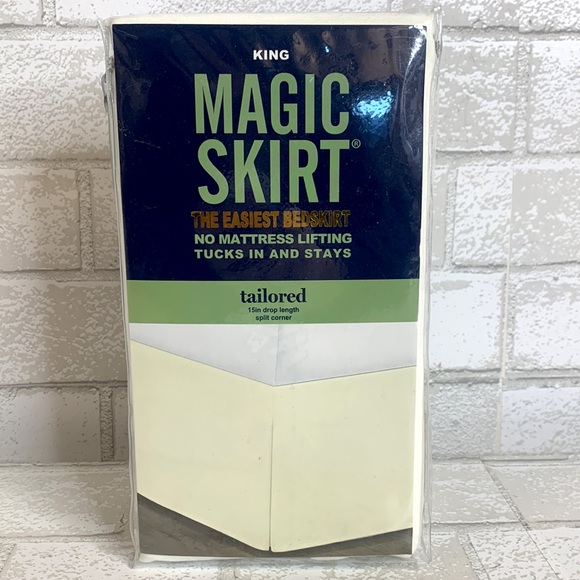 KING
MAGIC
SKIRT®
THE EASIEST BEDSKIRT
NO MATTRESS LIFTING
TUCKS IN AND STAYS
tailored
15in drop length
split corner